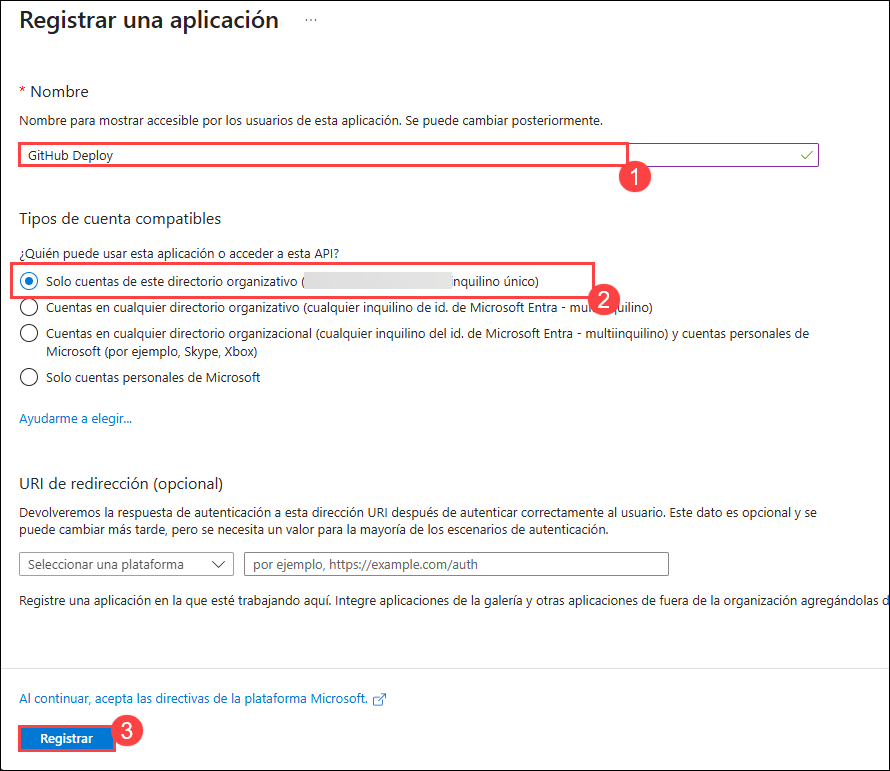 Registrar una aplicación ...
* Nombre
Nombre para mostrar accesible por los usuarios de esta aplicación. Se puede cambiar posteriormente.
GitHub Deploy
1
Tipos de cuenta compatibles
¿Quién puede usar esta aplicación o acceder a esta API?
Solo cuentas de este directorio organizativo ( inquilino único)
2
Cuentas en cualquier directorio organizativo (cualquier inquilino de id. de Microsoft Entra - multiinquilino)
Cuentas en cualquier directorio organizacional (cualquier inquilino del id. de Microsoft Entra - multiinquilino) y cuentas personales de
Microsoft (por ejemplo, Skype, Xbox)
Solo cuentas personales de Microsoft
Ayudarme a elegir...
URI de redirección (opcional)
Devolveremos la respuesta de autenticación a esta dirección URI después de autenticar correctamente al usuario. Este dato es opcional y se
puede cambiar más tarde, pero se necesita un valor para la mayoría de los escenarios de autenticación.
Seleccionar una plataforma
por ejemplo, https://example.com/auth
Registre una aplicación en la que esté trabajando aquí. Integre aplicaciones de la galería y otras aplicaciones de fuera de la organización agregándolas d
Al continuar, acepta las directivas de la plataforma Microsoft.
Registrar
3